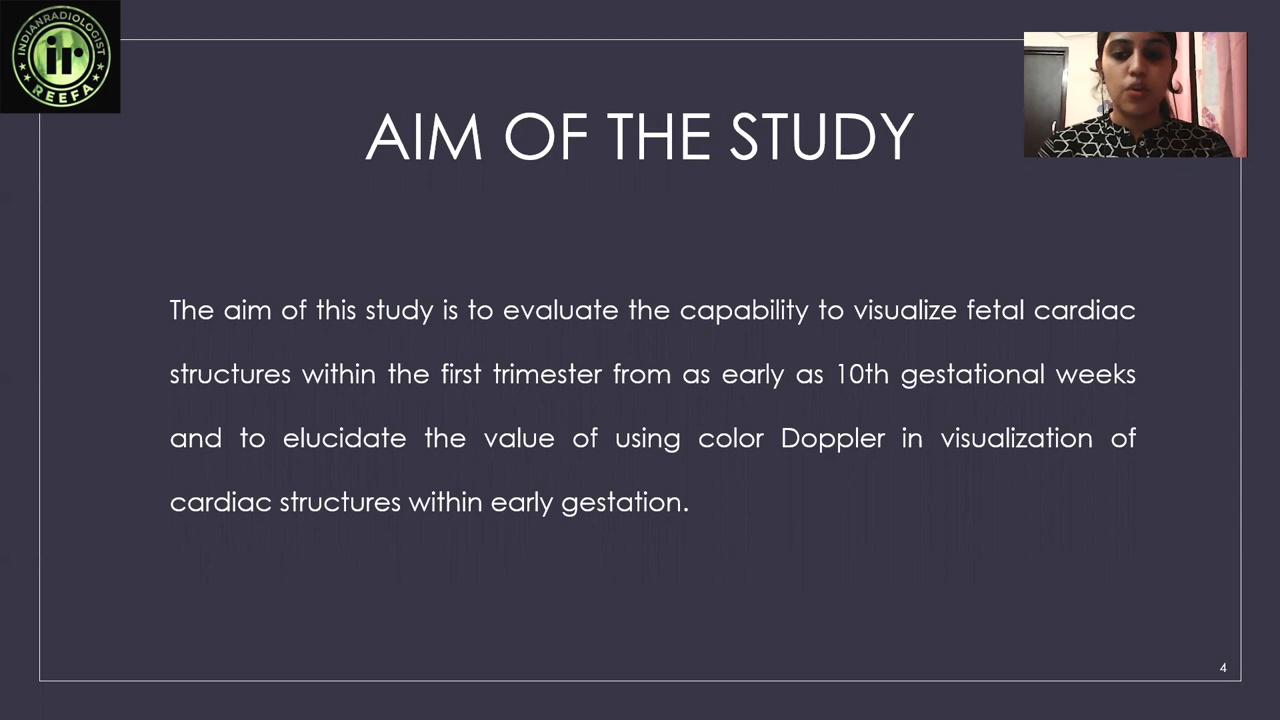 INDIANRADIOLOGIST
ir
REEFA
AIM OF THE STUDY
The aim of this study is to evaluate the capability to visualize fetal cardiac
structures within the first trimester from as early as 10th gestational weeks
and to elucidate the value of using color Doppler in visualization of
cardiac structures within early gestation.
4